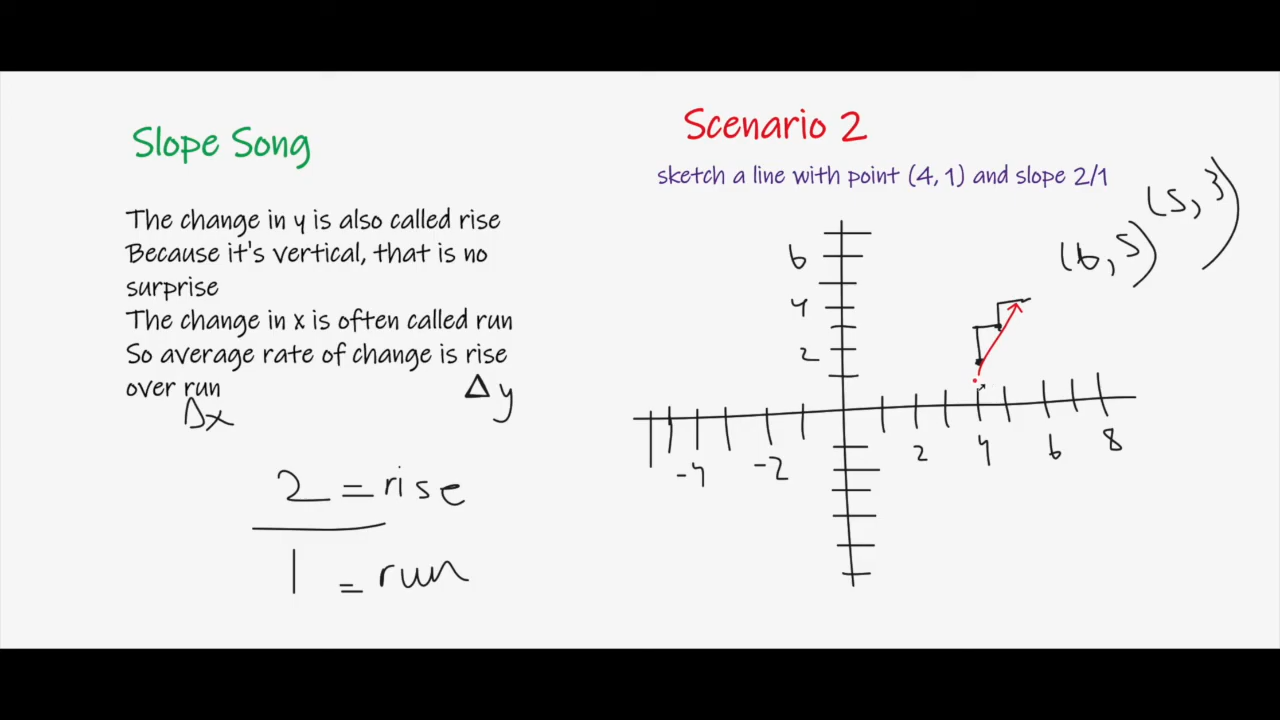 Slope Song
The change in y is also called rise
Because it's vertical, that is no
surprise
The change in x is often called run
So average rate of change is rise
over run
Δy
Δx
2 = rise
1 = run
Scenario 2
sketch a line with point (4, 1) and slope 2/1
(5, 3)
(6, 5)
6
4
2
-4 -2 2 4 6 8